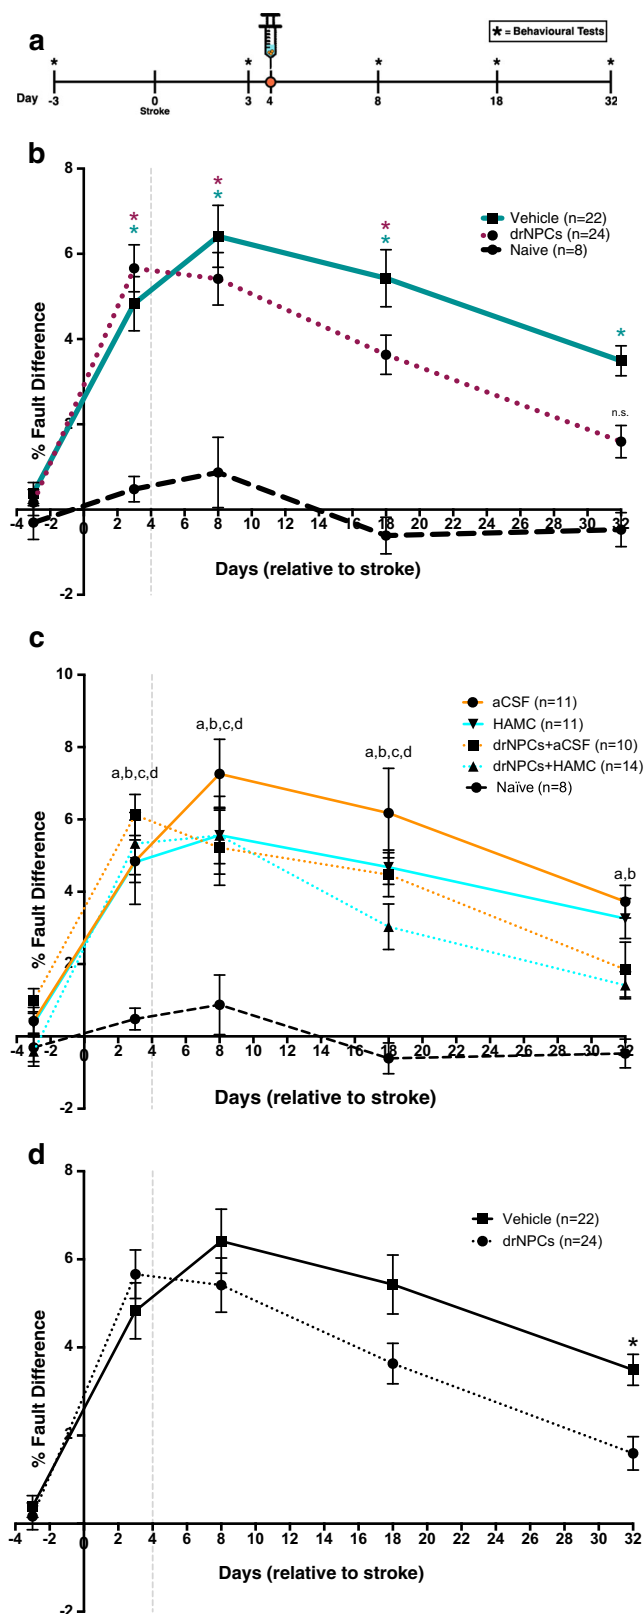 a
* = Behavioural Tests
* * * * * *
Day -3 0 3 4 8 18 32
Stroke
b
8
6
4
2
-2
% Fault Difference
* * *
* * * *
n.s.
Vehicle (n=22)
drNPCs (n=24)
Naive (n=8)
-4 -2 0 2 4 6 8 10 12 14 16 18 20 22 24 26 28 30 32
Days (relative to stroke)
c
10
8
6
4
2
-2
% Fault Difference
a,b,c,d
a,b,c,d
a,b,c,d
a,b
aCSF (n=11)
HAMC (n=11)
drNPCs+aCSF (n=10)
drNPCs+HAMC (n=14)
Naïve (n=8)
-4 -2 0 2 4 6 8 10 12 14 16 18 20 22 24 26 28 30 32
Days (relative to stroke)
d
8
6
4
2
-2
% Fault Difference
Vehicle (n=22)
drNPCs (n=24)
*
-4 -2 0 2 4 6 8 10 12 14 16 18 20 22 24 26 28 30 32
Days (relative to stroke)